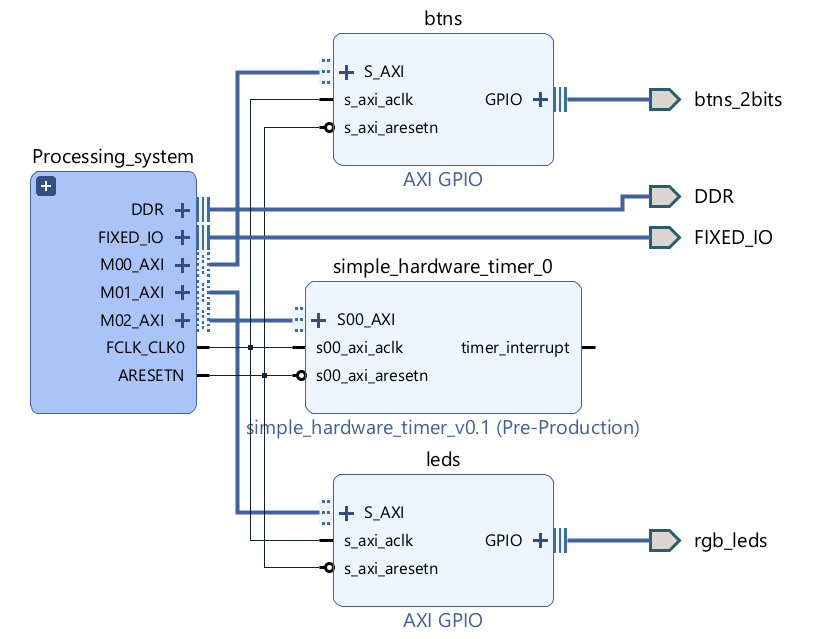 btns
S_AXI
s_axi_aclk
GPIO
s_axi_aresetn
AXI GPIO
btns_2bits
Processing_system
DDR
FIXED_IO
M00_AXI
M01_AXI
M02_AXI
FCLK_CLK0
ARESETN
DDR
FIXED_IO
simple_hardware_timer_0
S00_AXI
s00_axi_aclk
timer_interrupt
s00_axi_aresetn
simple_hardware_timer_v0.1 (Pre-Production)
leds
S_AXI
s_axi_aclk
GPIO
s_axi_aresetn
AXI GPIO
rgb_leds